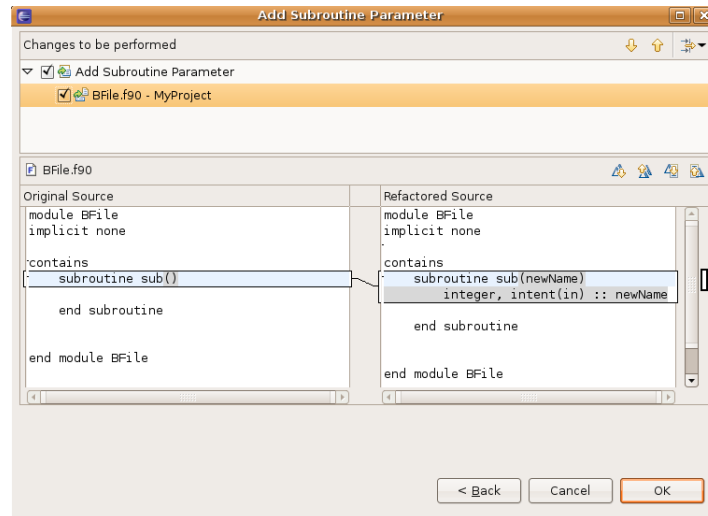 Add Subroutine Parameter
Changes to be performed
Add Subroutine Parameter
BFile.f90 - MyProject
BFile.f90
Original Source
module BFile
implicit none
contains
subroutine sub()
end subroutine
end module BFile
Refactored Source
module BFile
implicit none
contains
subroutine sub(newName)
integer, intent(in) :: newName
end subroutine
end module BFile
< Back
Cancel
OK